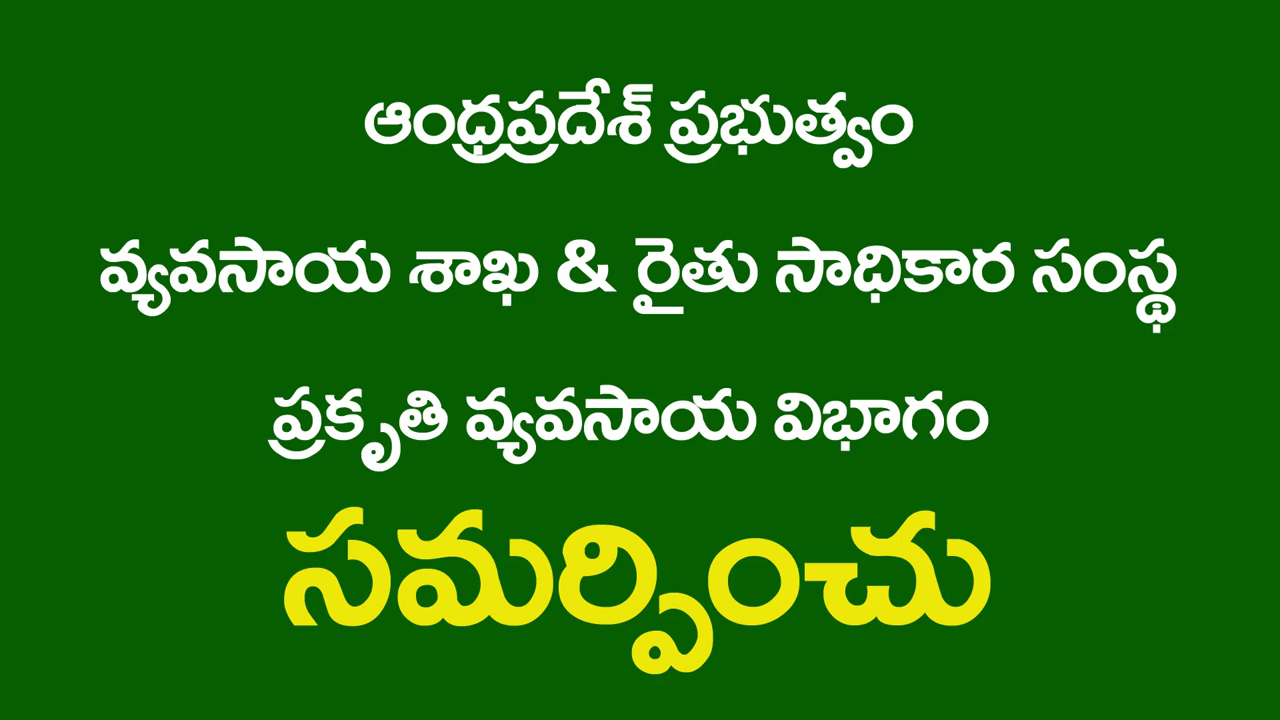 ఆంధ్రప్రదేశ్ ప్రభుత్వం
వ్యవసాయ శాఖ & రైతు సాధికార సంస్థ
ప్రకృతి వ్యవసాయ విభాగం
సమర్పించు